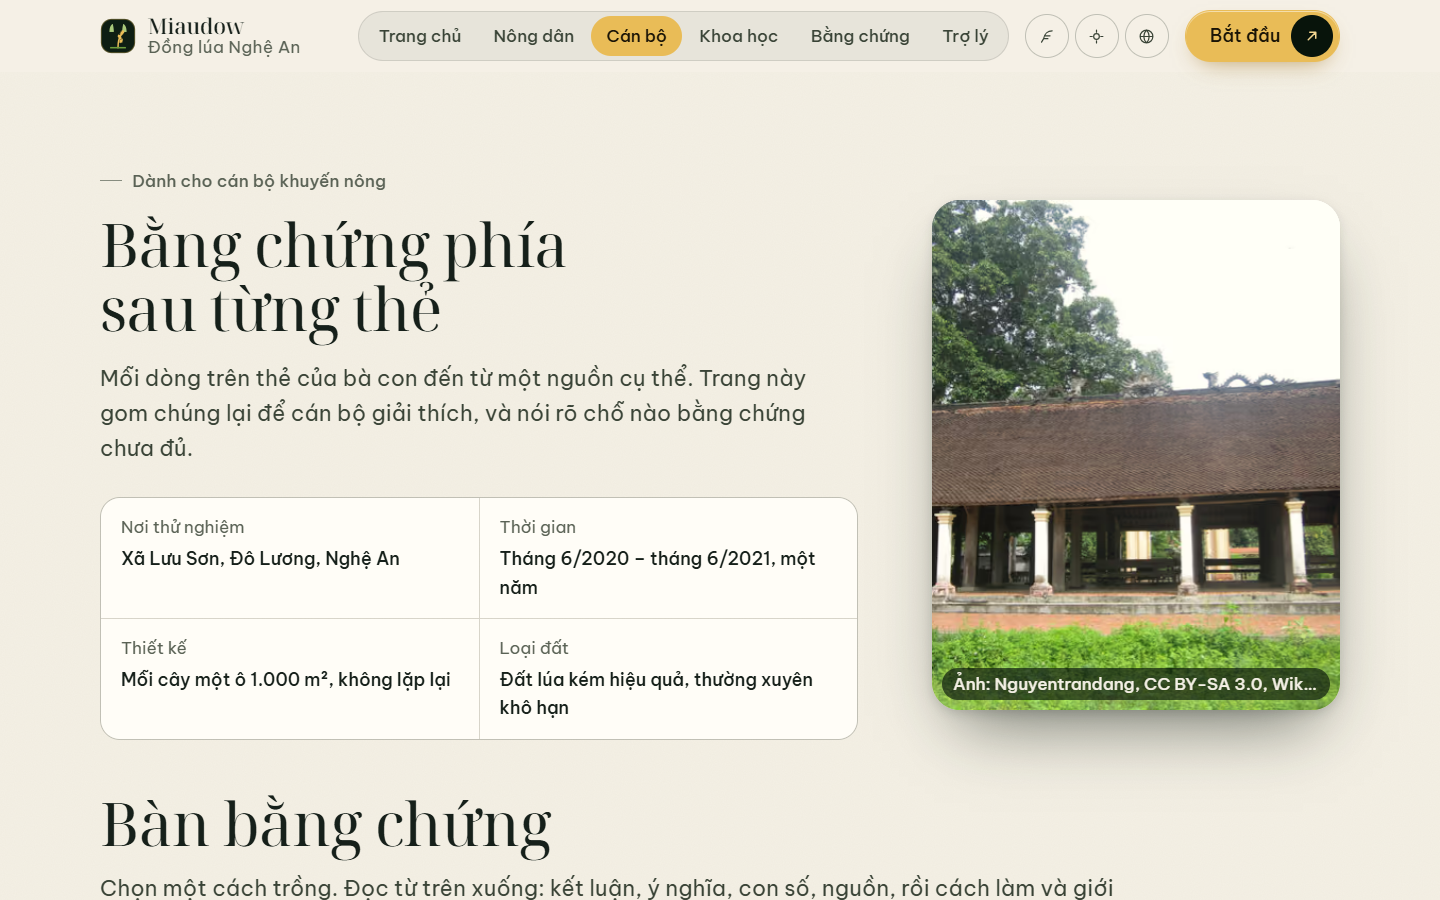 Miaudow
Đồng lúa Nghệ An
Trang chủ
Nông dân
Cán bộ
Khoa học
Bằng chứng
Trợ lý
Bắt đầu
Dành cho cán bộ khuyến nông
Bằng chứng phía
sau từng thẻ
Mỗi dòng trên thẻ của bà con đến từ một nguồn cụ thể. Trang này
gom chúng lại để cán bộ giải thích, và nói rõ chỗ nào bằng chứng
chưa đủ.
Nơi thử nghiệm
Xã Lưu Sơn, Đô Lương, Nghệ An
Thời gian
Tháng 6/2020 – tháng 6/2021, một
năm
Thiết kế
Mỗi cây một ô 1.000 m², không lặp lại
Loại đất
Đất lúa kém hiệu quả, thường xuyên
khô hạn
Ảnh: Nguyentrandang, CC BY-SA 3.0, Wik...
Bàn bằng chứng
Chọn một cách trồng. Đọc từ trên xuống: kết luận, ý nghĩa, con số, nguồn, rồi cách làm và giới